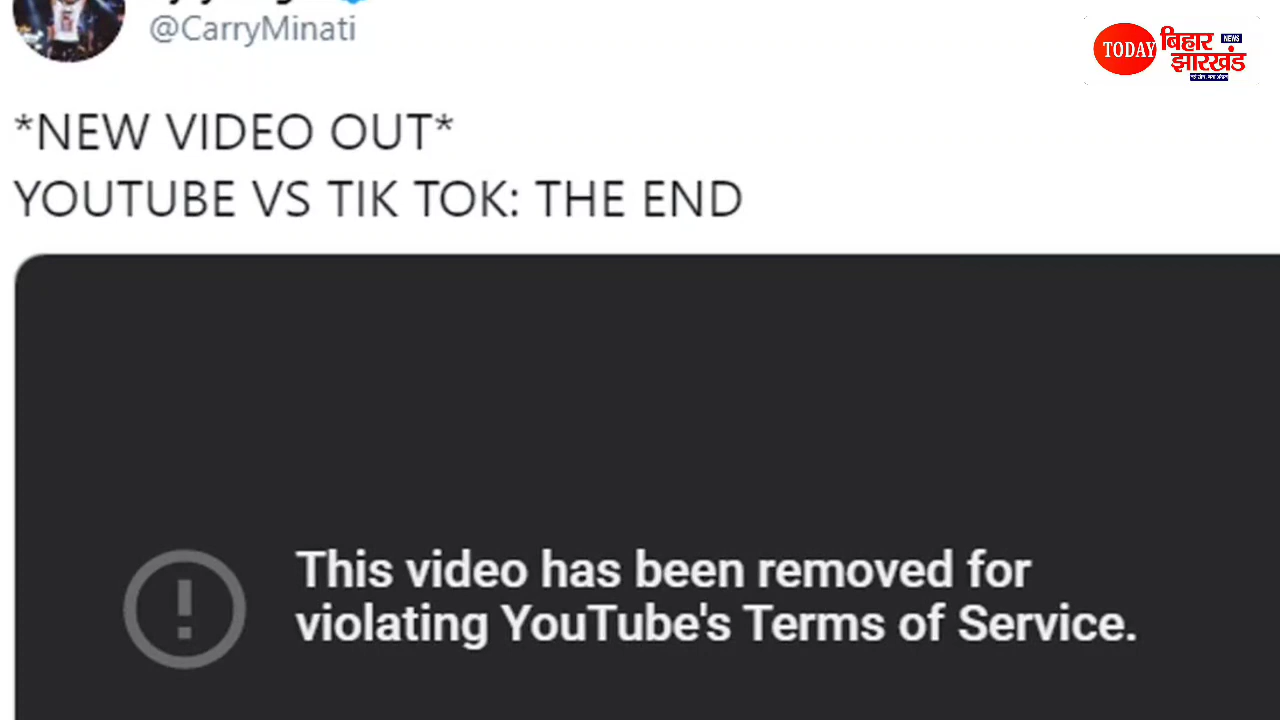 @CarryMinati
TODAY
बिहार
NEWS
झारखंड
*NEW VIDEO OUT*
YOUTUBE VS TIK TOK: THE END
This video has been removed for
violating YouTube's Terms of Service.